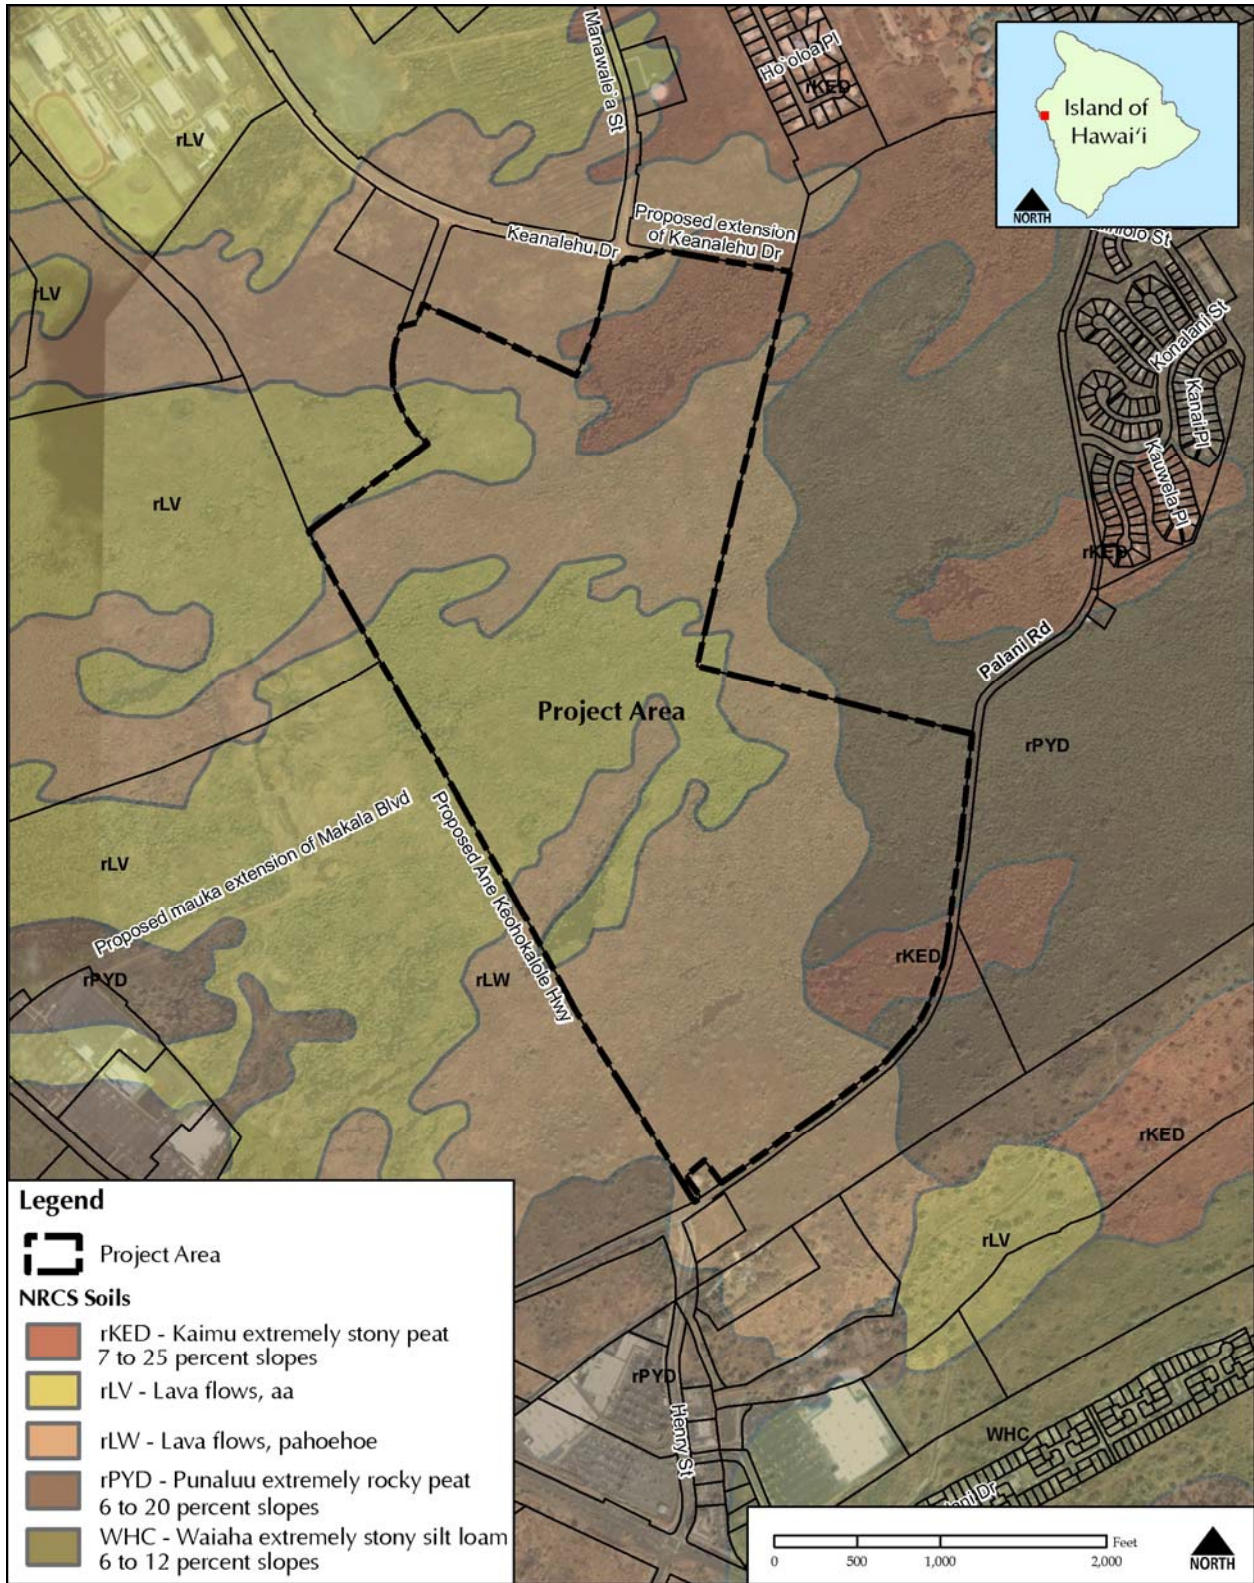 Manawale`a St
Ho`oloa Pl
rKED
Island of
Hawai‘i
NORTH
rLV
Proposed extension
of Keanalehu Dr
Keanalehu Dr
rLV
Konalani St
Kanai Pl
Kauwela Pl
rLV
rKED
Palani Rd
Project Area
rPYD
Proposed mauka extension of Makala Blvd
Proposed Ane Keohokalole Hwy
rLV
rPYD
rLW
rKED
rKED
rLV
rPYD
Henry St
WHC
Legend
Project Area
NRCS Soils
rKED - Kaimu extremely stony peat
7 to 25 percent slopes
rLV - Lava flows, aa
rLW - Lava flows, pahoehoe
rPYD - Punaluu extremely rocky peat
6 to 20 percent slopes
WHC - Waiaha extremely stony silt loam
6 to 12 percent slopes
Feet
0 500 1,000 2,000
NORTH